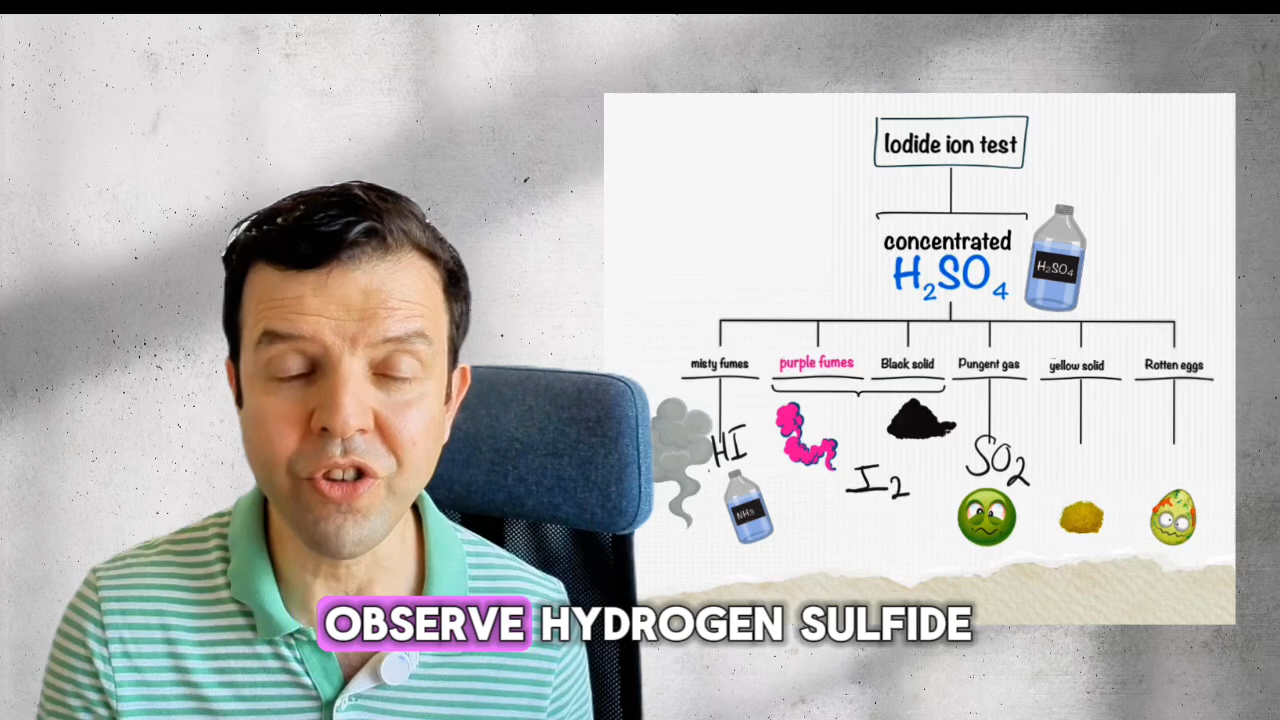 Iodide ion test
concentrated
H₂SO₄
H₂SO₄
misty fumes
purple fumes
Black solid
Pungent gas
yellow solid
Rotten eggs
HI
I₂
SO₂
NH₃
OBSERVE HYDROGEN SULFIDE